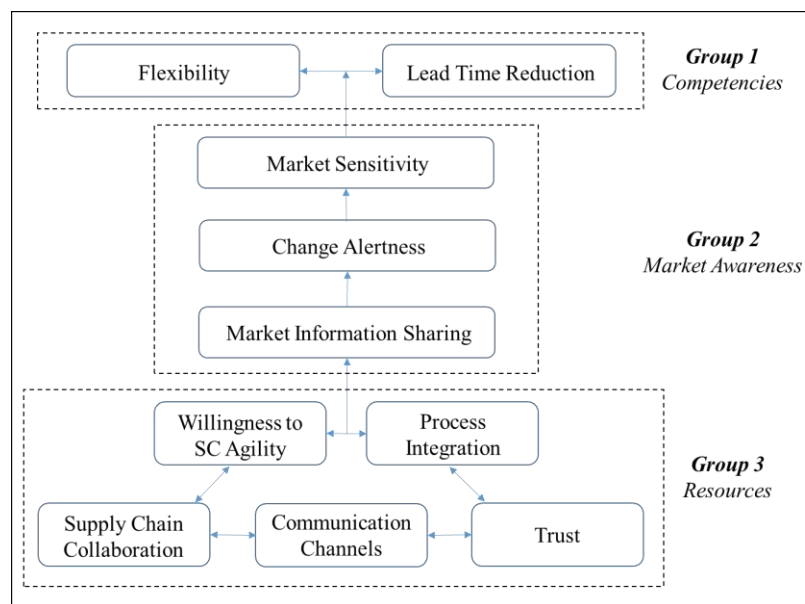 Flexibility
Lead Time Reduction
Group 1
Competencies
Market Sensitivity
Change Alertness
Group 2
Market Awareness
Market Information Sharing
Willingness to
SC Agility
Process
Integration
Group 3
Resources
Supply Chain
Collaboration
Communication
Channels
Trust